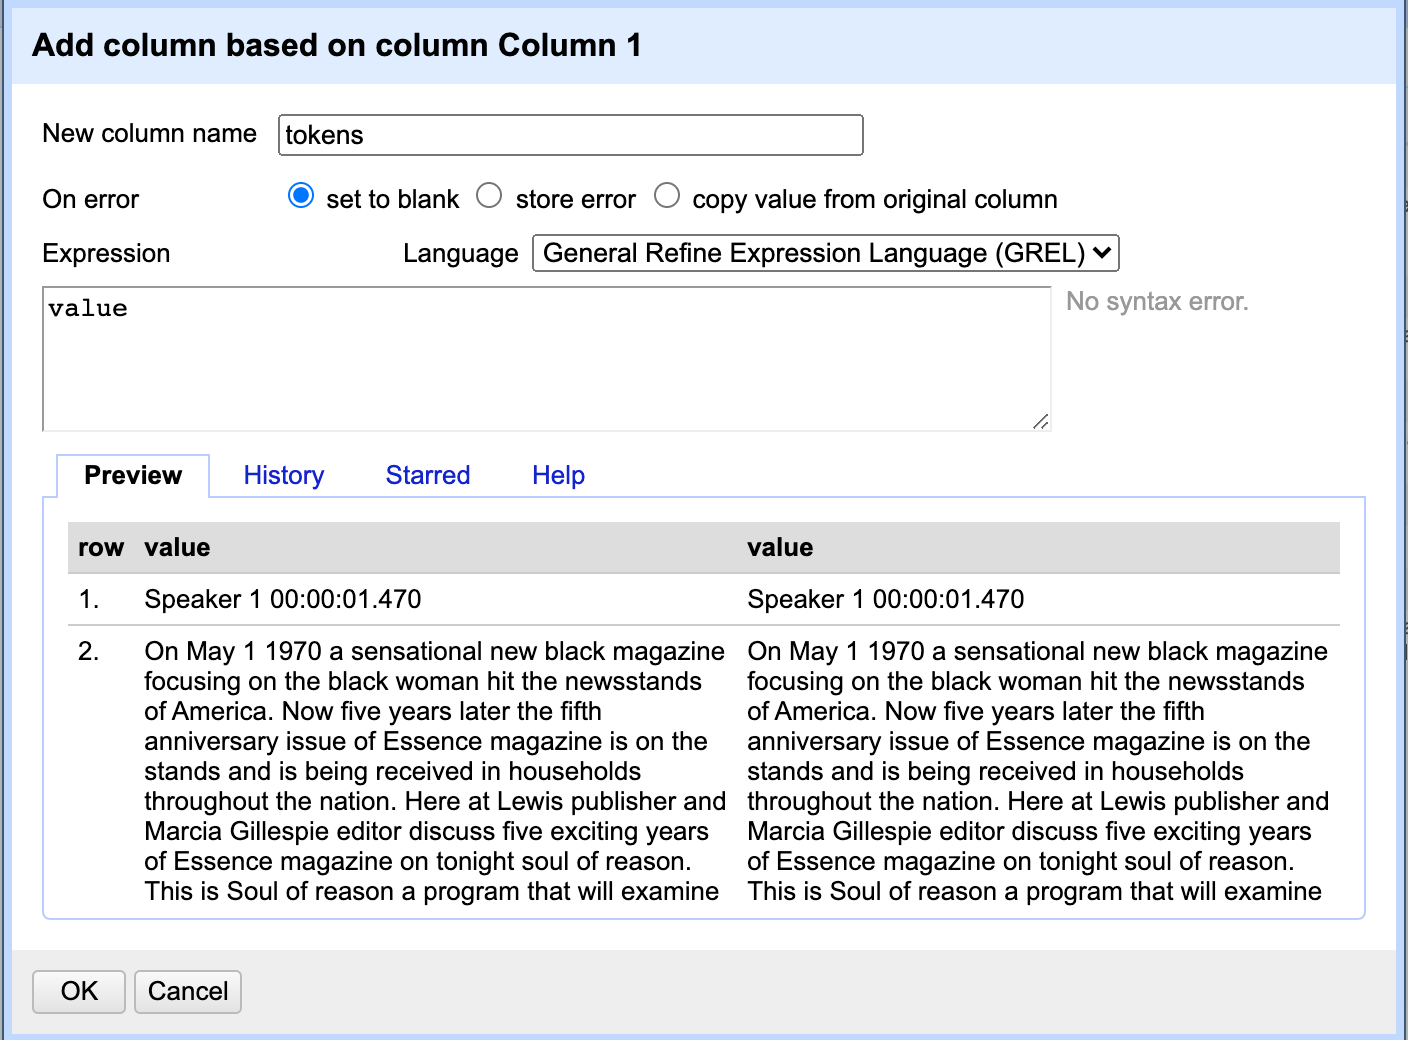 Add column based on column Column 1
New column name tokens
On error set to blank store error copy value from original column
Expression Language General Refine Expression Language (GREL)
value No syntax error.
Preview History Starred Help
row value value
1. Speaker 1 00:00:01.470 Speaker 1 00:00:01.470
2. On May 1 1970 a sensational new black magazine On May 1 1970 a sensational new black magazine
focusing on the black woman hit the newsstands focusing on the black woman hit the newsstands
of America. Now five years later the fifth of America. Now five years later the fifth
anniversary issue of Essence magazine is on the anniversary issue of Essence magazine is on the
stands and is being received in households stands and is being received in households
throughout the nation. Here at Lewis publisher and throughout the nation. Here at Lewis publisher and
Marcia Gillespie editor discuss five exciting years Marcia Gillespie editor discuss five exciting years
of Essence magazine on tonight soul of reason. of Essence magazine on tonight soul of reason.
This is Soul of reason a program that will examine This is Soul of reason a program that will examine
OK Cancel